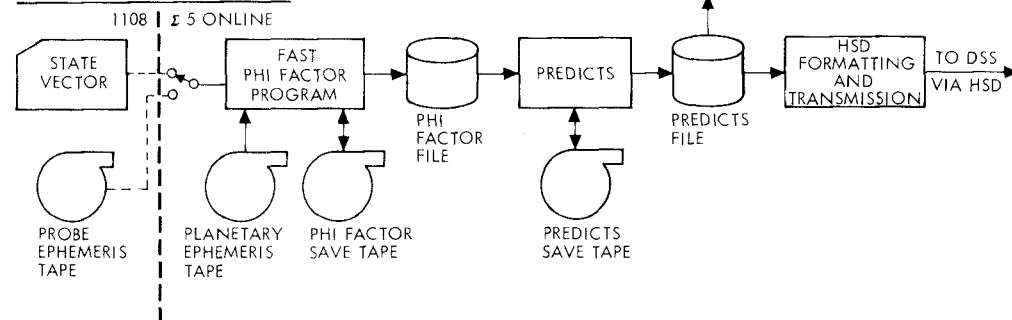 1108
Σ 5 ONLINE
STATE
VECTOR
FAST
PHI FACTOR
PROGRAM
PHI
FACTOR
FILE
PREDICTS
PREDICTS
FILE
HSD
FORMATTING
AND
TRANSMISSION
TO DSS
VIA HSD
PROBE
EPHEMERIS
TAPE
PLANETARY
EPHEMERIS
TAPE
PHI FACTOR
SAVE TAPE
PREDICTS
SAVE TAPE